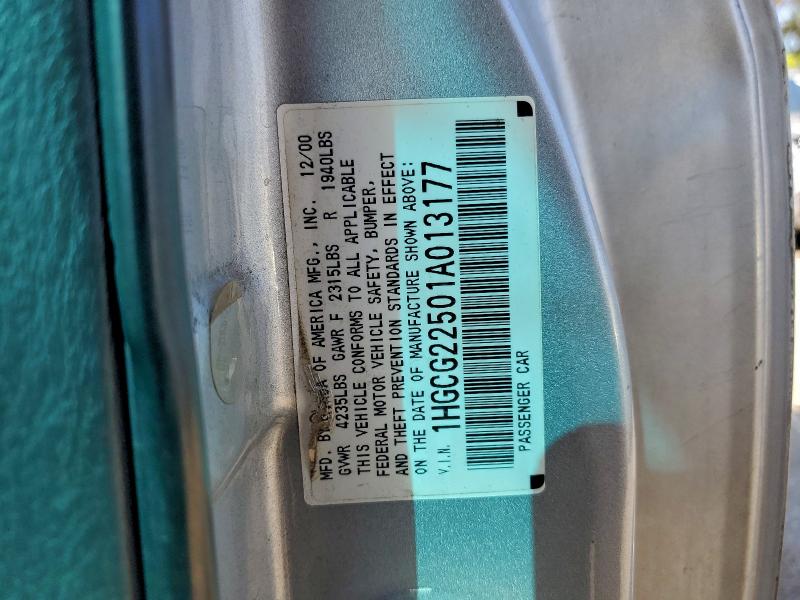 MFD. BY OF AMERICA MFG., INC. 12/00
GVWR 4235LBS GAWR F 2315LBS R 1940LBS
THIS VEHICLE CONFORMS TO ALL APPLICABLE
FEDERAL MOTOR VEHICLE SAFETY, BUMPER,
AND THEFT PREVENTION STANDARDS IN EFFECT
ON THE DATE OF MANUFACTURE SHOWN ABOVE:
V.I.N. 1HGCG22501A013177
PASSENGER CAR